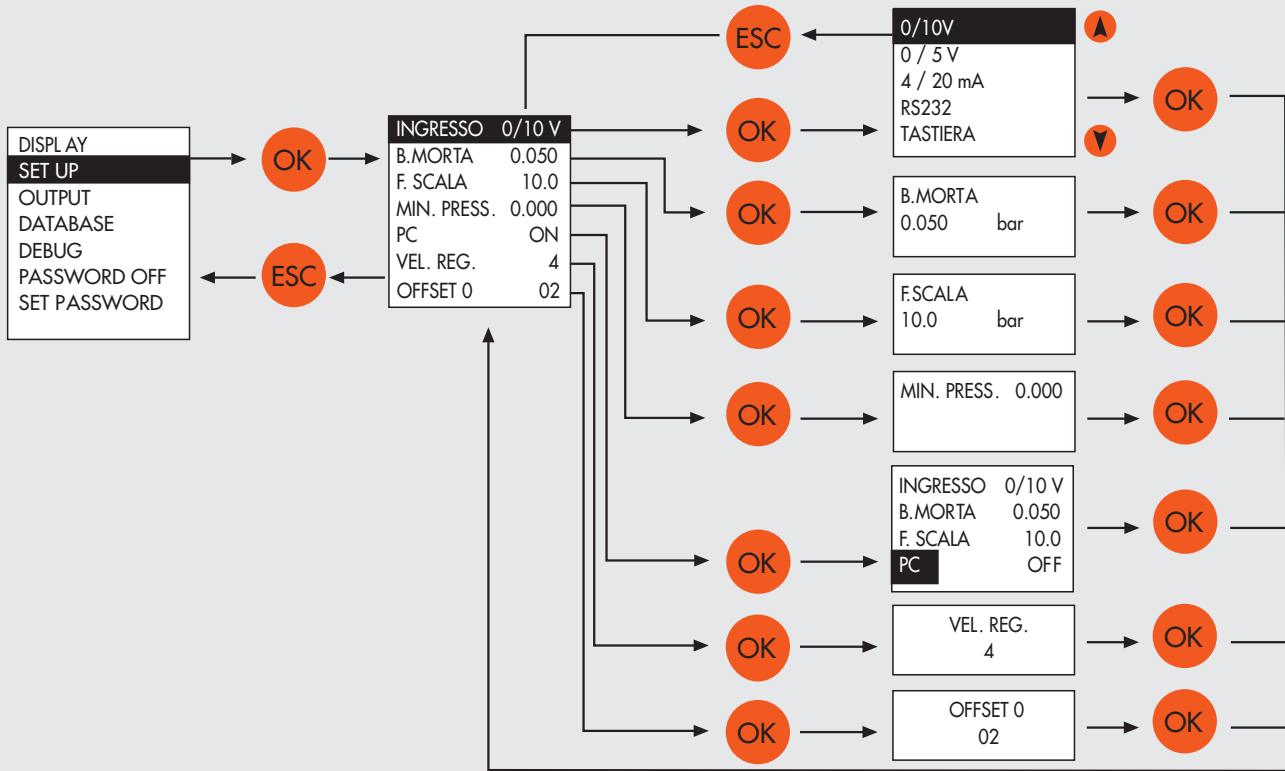 DISPL AY
SET UP
OUTPUT
DATABASE
DEBUG
PASSWORD OFF
SET PASSWORD
OK
ESC
INGRESSO 0/10 V
B.MORTA 0.050
F. SCALA 10.0
MIN. PRESS. 0.000
PC ON
VEL. REG. 4
OFFSET 0 02
ESC
0/10V
0 / 5 V
4 / 20 mA
RS232
TASTIERA
OK
OK
OK
B.MORTA
0.050 bar
OK
OK
F.SCALA
10.0 bar
OK
OK
MIN. PRESS. 0.000
OK
OK
INGRESSO 0/10 V
B.MORTA 0.050
F. SCALA 10.0
PC OFF
OK
OK
VEL. REG.
4
OK
OK
OFFSET 0
02
OK